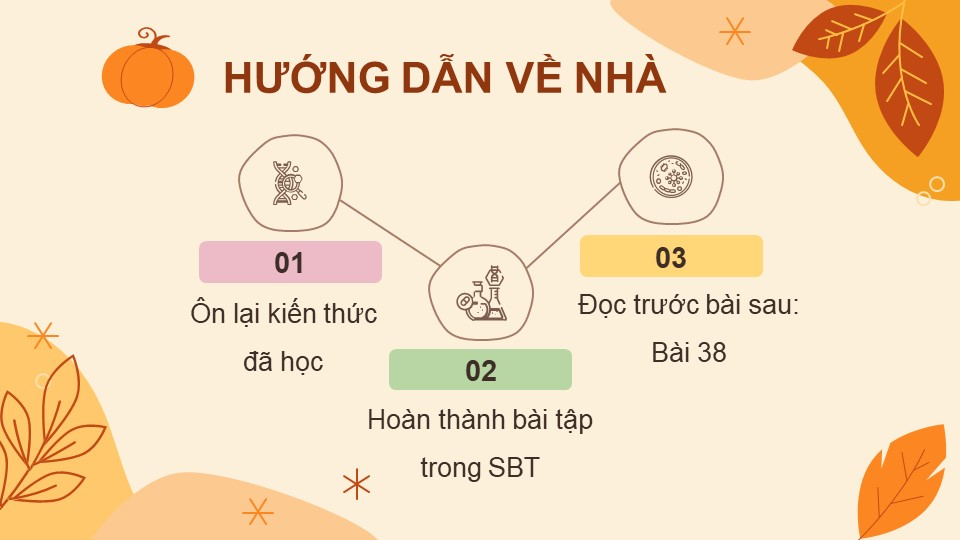 HƯỚNG DẪN VỀ NHÀ
01
Ôn lại kiến thức
đã học
02
Hoàn thành bài tập
trong SBT
03
Đọc trước bài sau:
Bài 38